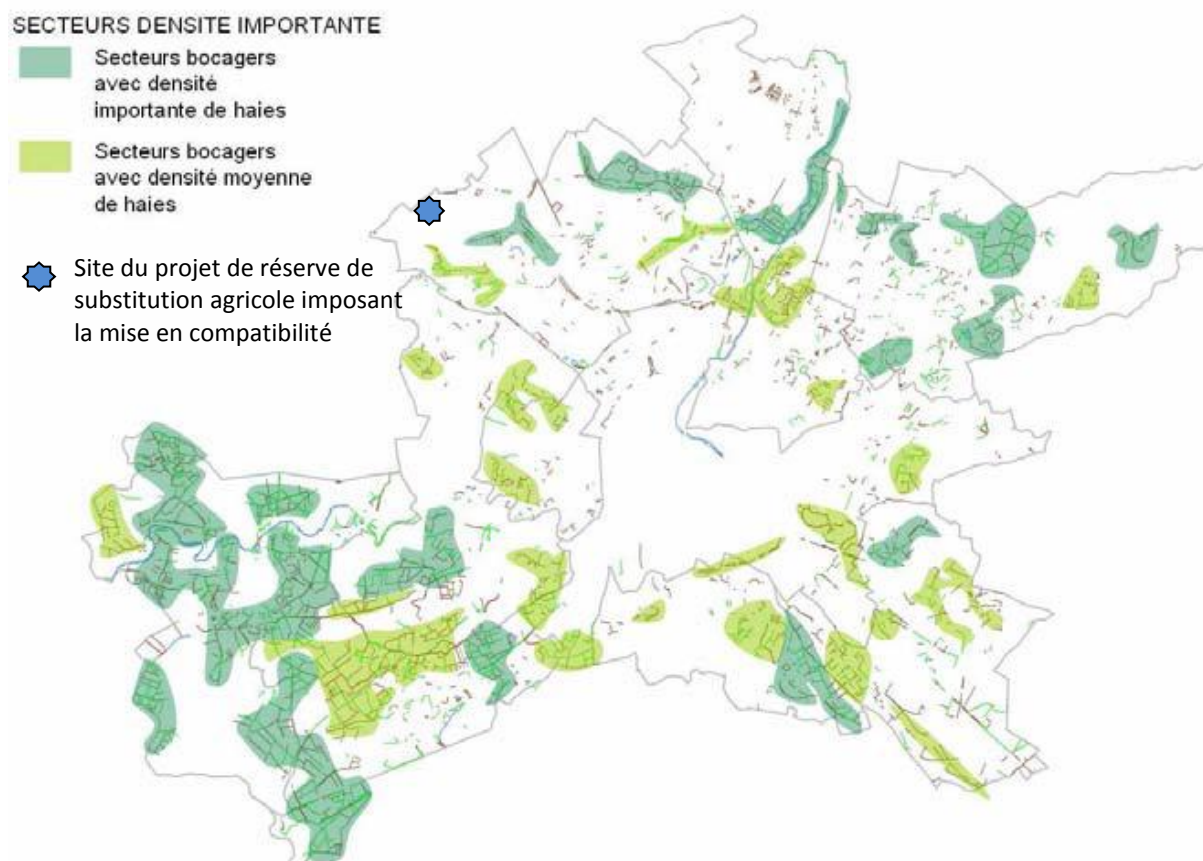 SECTEURS DENSITE IMPORTANTE
Secteurs bocagers
avec densité
importante de haies
Secteurs bocagers
avec densité moyenne
de haies
Site du projet de réserve de
substitution agricole imposant
la mise en compatibilité